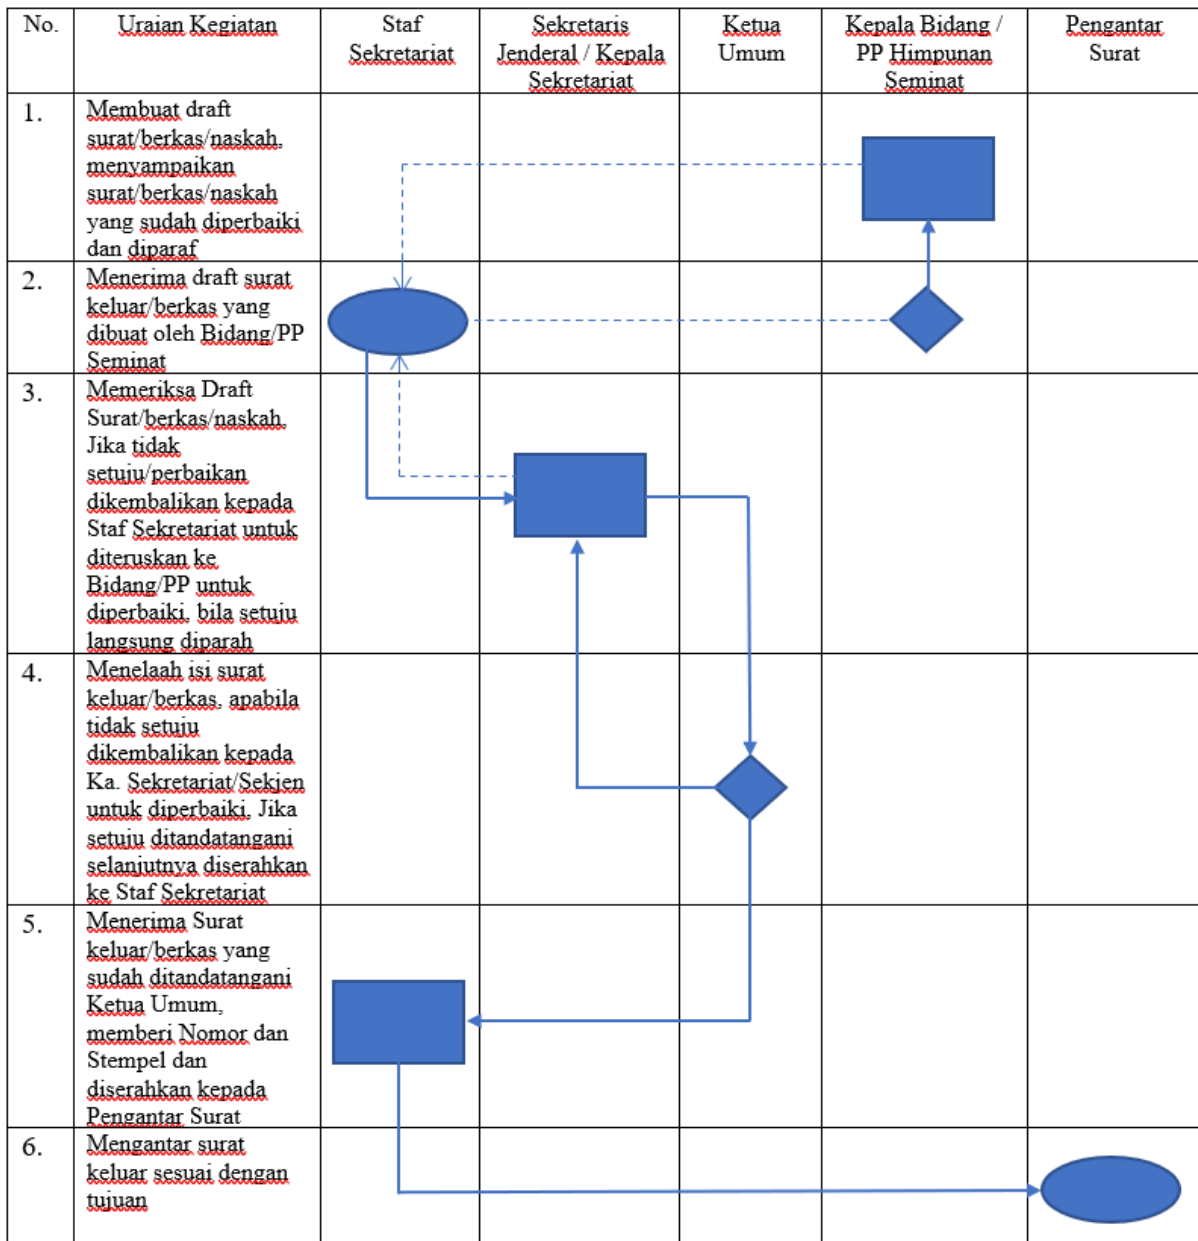 No.
Uraian Kegiatan
Staf
Sekretariat
Sekretaris
Jenderal / Kepala
Sekretariat
Ketua
Umum
Kepala Bidang /
PP Himpunan
Seminat
Pengantar
Surat
1.
Membuat draft
surat/berkas/naskah,
menyampaikan
surat/berkas/naskah
yang sudah diperbaiki
dan diparaf
2.
Menerima draft surat
keluar/berkas yang
dibuat oleh Bidang/PP
Seminat
3.
Memeriksa Draft
Surat/berkas/naskah,
Jika tidak
setuju/perbaikan
dikembalikan kepada
Staf Sekretariat untuk
diteruskan ke
Bidang/PP untuk
diperbaiki, bila setuju
langsung diparah
4.
Menelaah isi surat
keluar/berkas, apabila
tidak setuju
dikembalikan kepada
Ka. Sekretariat/Sekjen
untuk diperbaiki, Jika
setuju ditandatangani
selanjutnya diserahkan
ke Staf Sekretariat
5.
Menerima Surat
keluar/berkas yang
sudah ditandatangani
Ketua Umum,
memberi Nomor dan
Stempel dan
diserahkan kepada
Pengantar Surat
6.
Mengantar surat
keluar sesuai dengan
tujuan